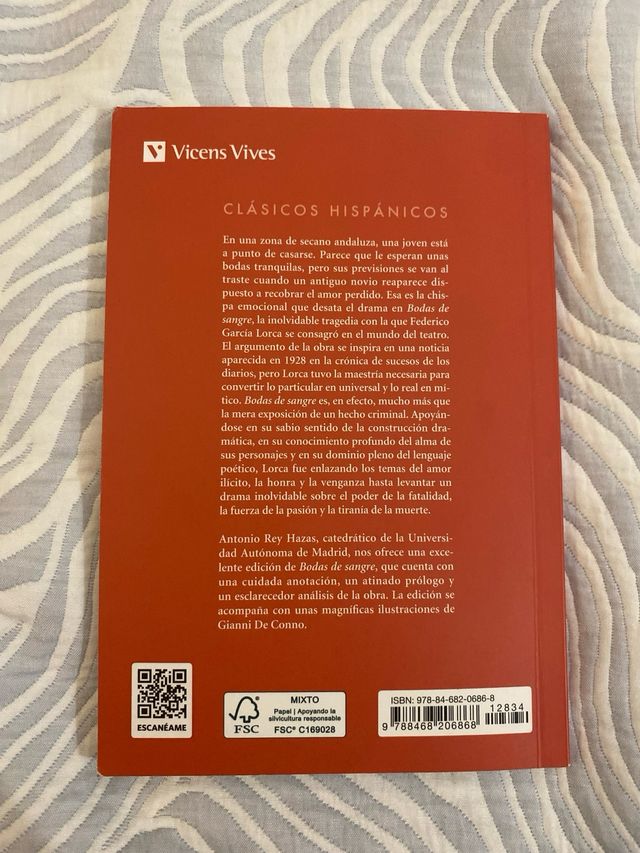 Vicens Vives
CLÁSICOS HISPÁNICOS
En una zona de secano andaluza, una joven está
a punto de casarse. Parece que le esperan unas
bodas tranquilas, pero sus previsiones se van al
traste cuando un antiguo novio reaparece dis-
puesto a recobrar el amor perdido. Esa es la chis-
pa emocional que desata el drama en Bodas de
sangre, la inolvidable tragedia con la que Federico
García Lorca se consagró en el mundo del teatro.
El argumento de la obra se inspira en una noticia
aparecida en 1928 en la crónica de sucesos de los
diarios, pero Lorca tuvo la maestría necesaria para
convertir lo particular en universal y lo real en mí-
tico. Bodas de sangre es, en efecto, mucho más que
la mera exposición de un hecho criminal. Apoyán-
dose en su sabio sentido de la construcción dra-
mática, en su conocimiento profundo del alma de
sus personajes y en su dominio pleno del lenguaje
poético, Lorca fue enlazando los temas del amor
ilícito, la honra y la venganza hasta levantar un
drama inolvidable sobre el poder de la fatalidad,
la fuerza de la pasión y la tiranía de la muerte.
Antonio Rey Hazas, catedrático de la Universi-
dad Autónoma de Madrid, nos ofrece una exce-
lente edición de Bodas de sangre, que cuenta con
una cuidada anotación, un atinado prólogo y
un esclarecedor análisis de la obra. La edición se
acompaña con unas magníficas ilustraciones de
Gianni De Conno.
ESCANÉAME
FSC
MIXTO
Papel | Apoyando la
silvicultura responsable
FSC® C169028
ISBN: 978-84-682-0686-8
12834
9 788468 206868